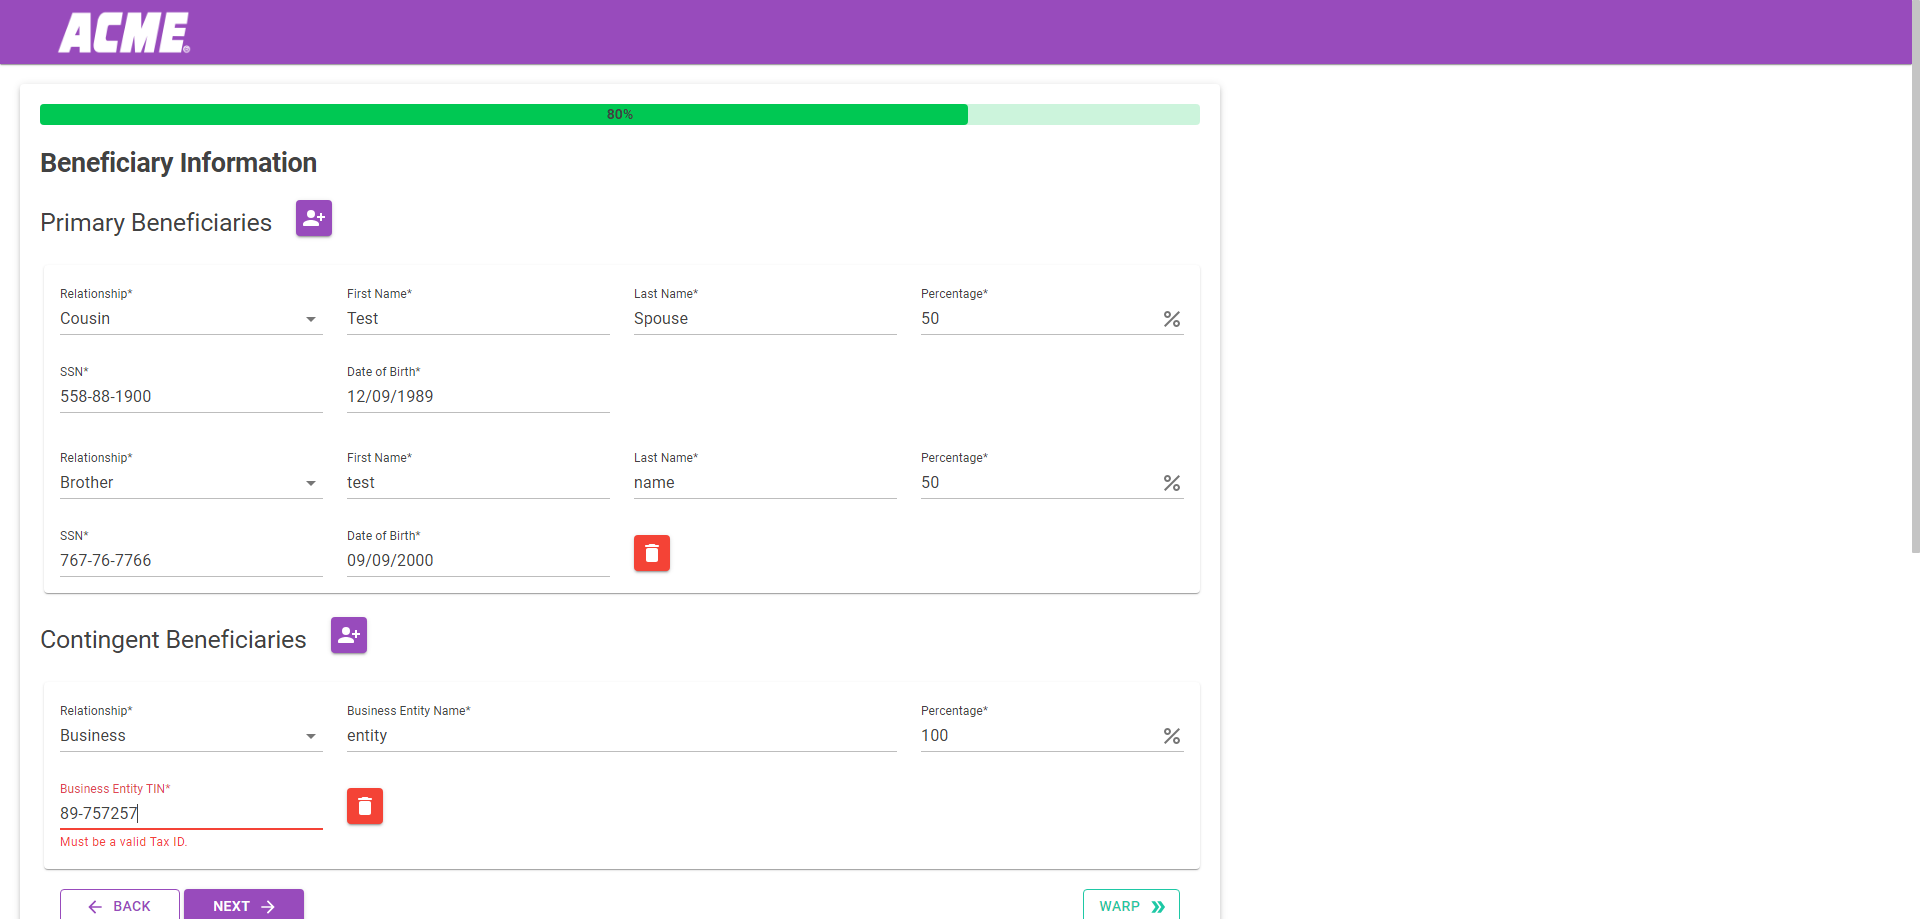 ACME®
80%
Beneficiary Information
Primary Beneficiaries
Relationship* First Name* Last Name* Percentage*
Cousin Test Spouse 50 %
SSN* Date of Birth*
558-88-1900 12/09/1989
Relationship* First Name* Last Name* Percentage*
Brother test name 50 %
SSN* Date of Birth*
767-76-7766 09/09/2000
Contingent Beneficiaries
Relationship* Business Entity Name* Percentage*
Business entity 100 %
Business Entity TIN*
89-757257
Must be a valid Tax ID.
BACK NEXT WARP